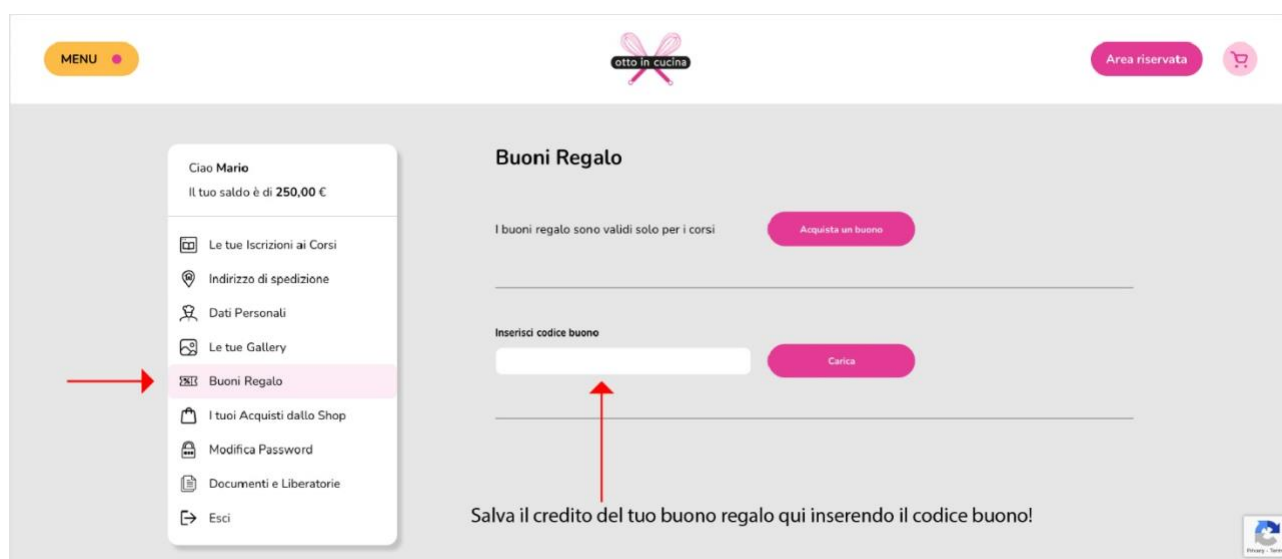 MENU
otto in cucina
Area riservata
Ciao Mario
Il tuo saldo è di 250,00 €
Le tue Iscrizioni ai Corsi
Indirizzo di spedizione
Dati Personali
Le tue Gallery
Buoni Regalo
I tuoi Acquisti dallo Shop
Modifica Password
Documenti e Liberatorie
Esci
Buoni Regalo
I buoni regalo sono validi solo per i corsi
Acquista un buono
Inserisci codice buono
Carica
Salva il credito del tuo buono regalo qui inserendo il codice buono!